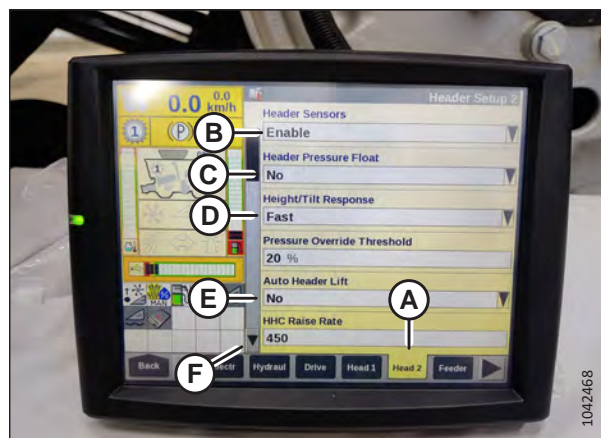 0.0 0.0 km/h
Header Setup 2
1 (P)
Header Sensors
B
Enable
Header Pressure Float
C
No
1
Height/Tilt Response
D
Fast
Pressure Override Threshold
20 %
Auto Header Lift
E
No
A
MAN
HHC Raise Rate
450
F
Back Hydraul Drive Head 1 Head 2 Feeder
1042468